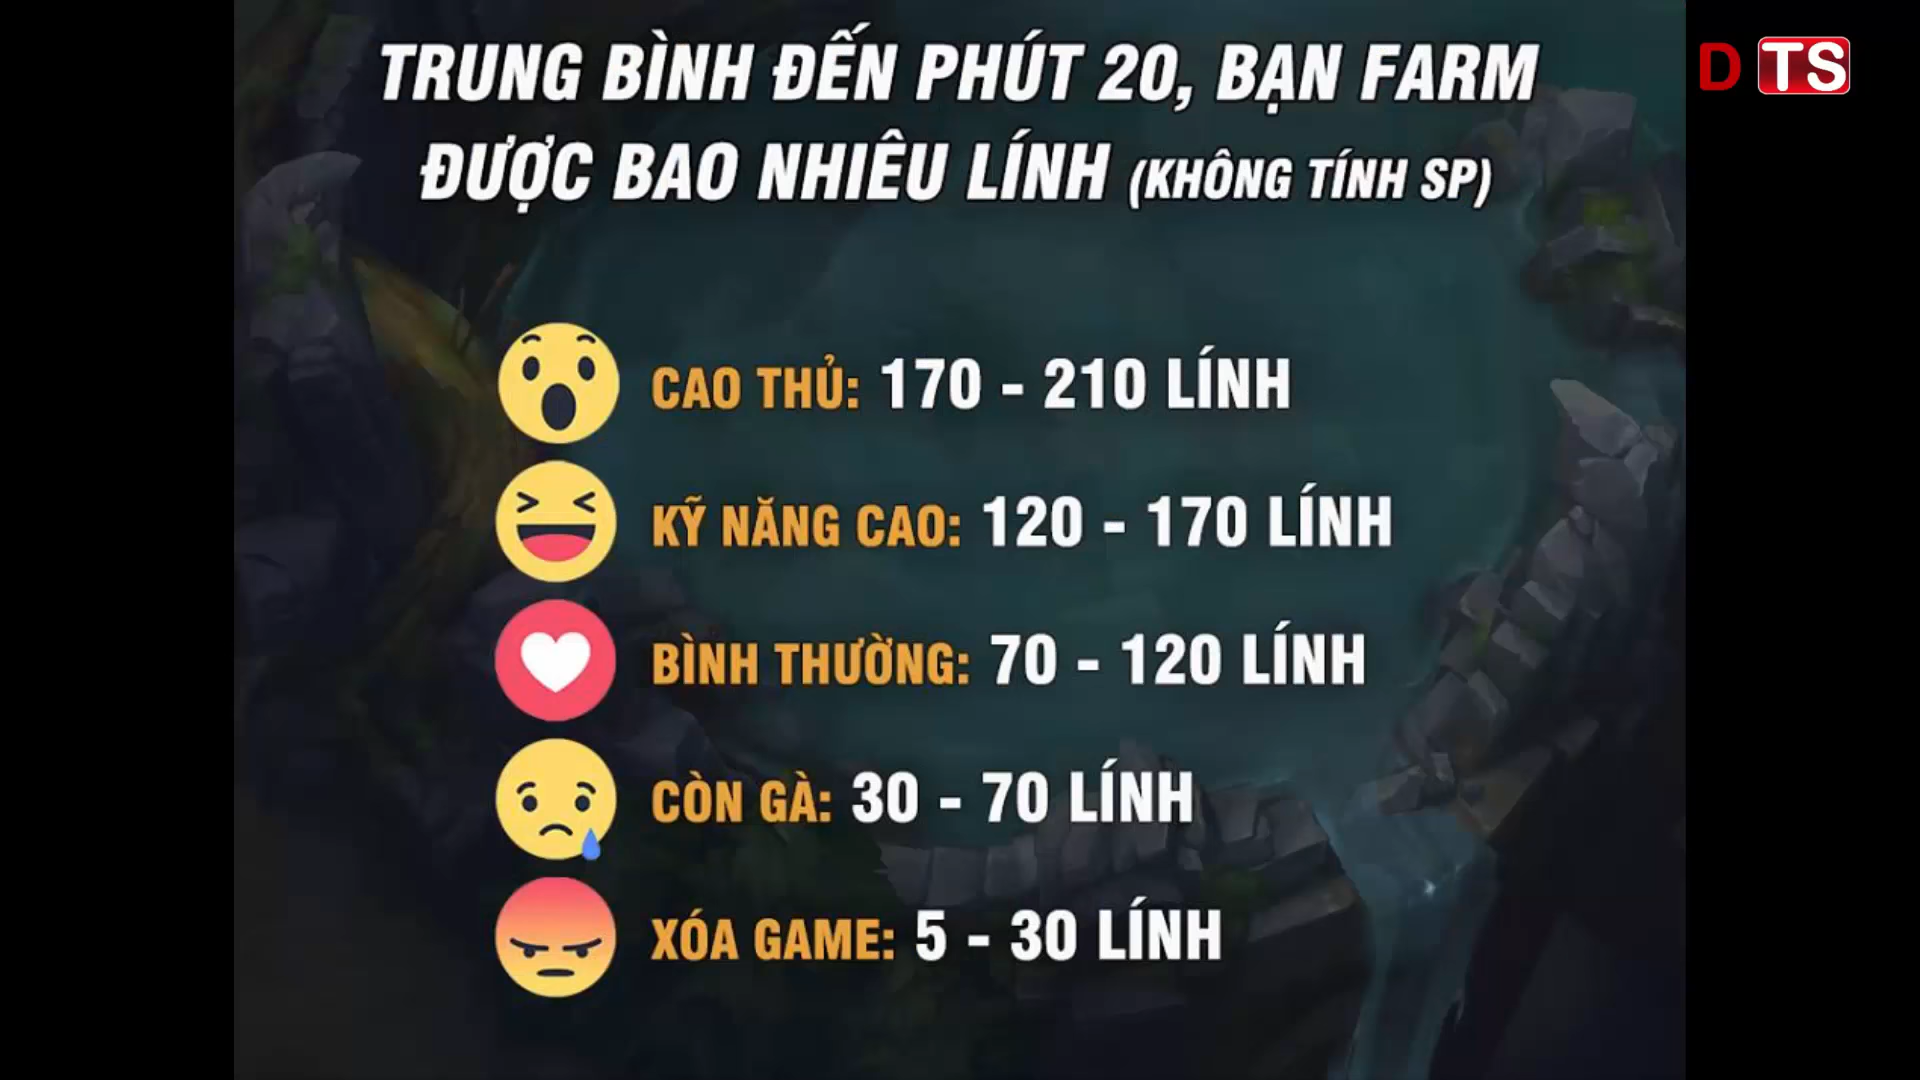 TRUNG BÌNH ĐẾN PHÚT 20, BẠN FARM
ĐƯỢC BAO NHIÊU LÍNH (KHÔNG TÍNH SP)
D TS
CAO THỦ: 170 - 210 LÍNH
KỸ NĂNG CAO: 120 - 170 LÍNH
BÌNH THƯỜNG: 70 - 120 LÍNH
CÒN GÀ: 30 - 70 LÍNH
XÓA GAME: 5 - 30 LÍNH